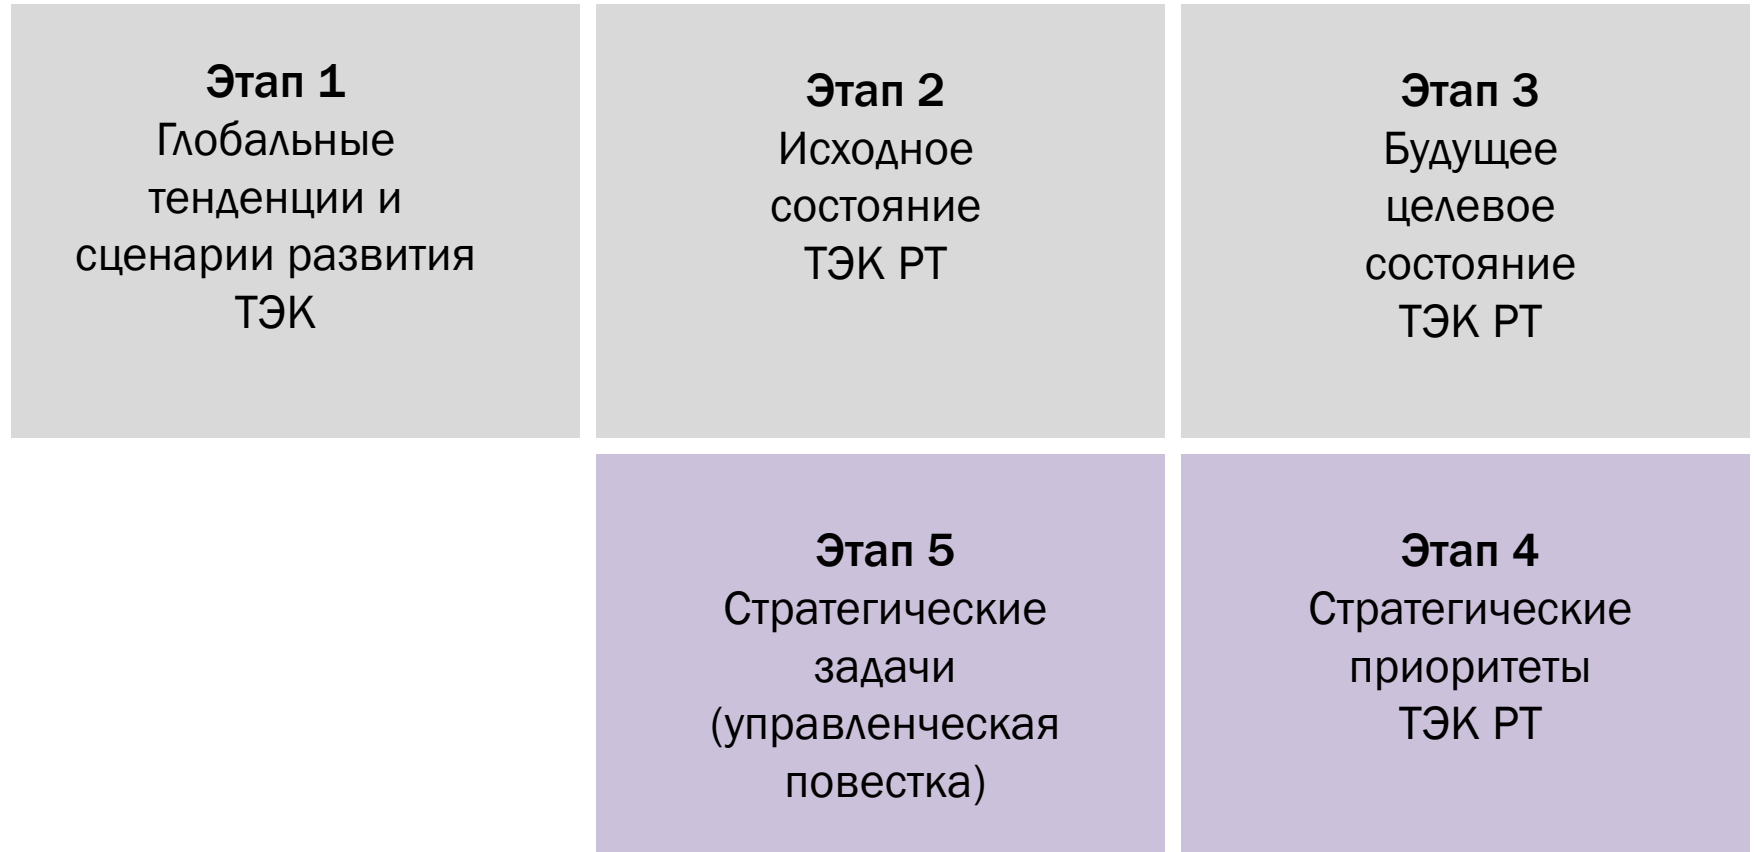 Этап 1
Глобальные
тенденции и
сценарии развития
ТЭК
Этап 2
Исходное
состояние
ТЭК РТ
Этап 3
Будущее
целевое
состояние
ТЭК РТ
Этап 5
Стратегические
задачи
(управленческая
повестка)
Этап 4
Стратегические
приоритеты
ТЭК РТ